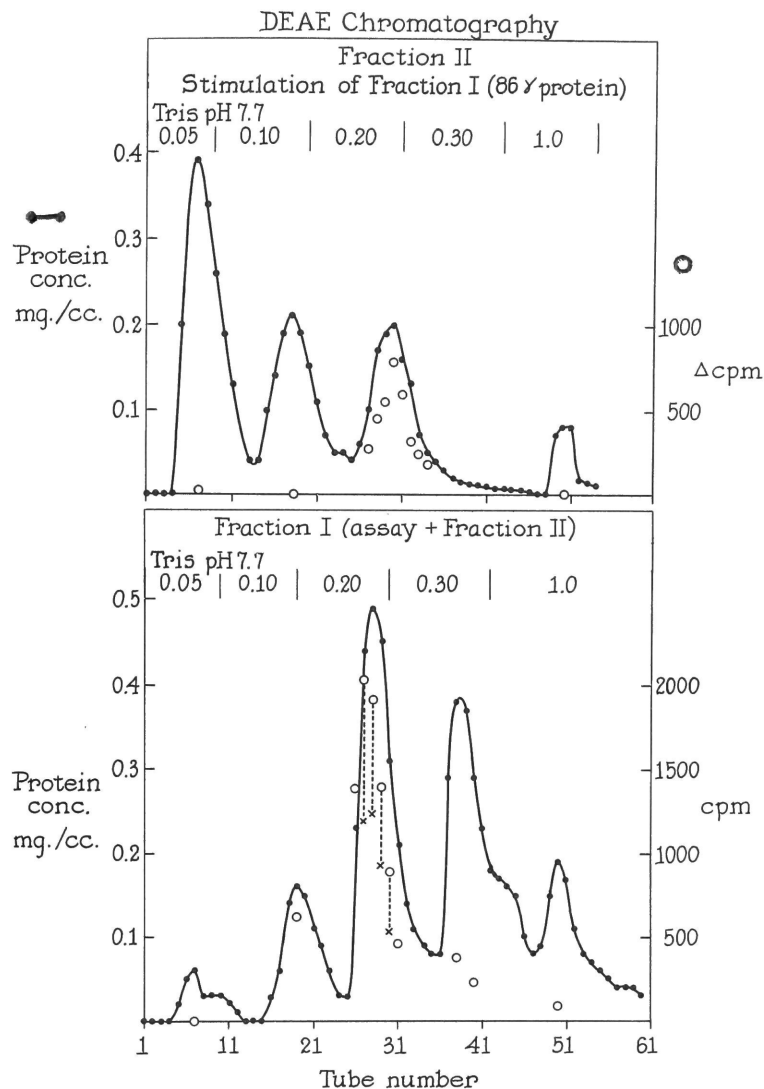 DEAE Chromatography
Fraction II
Stimulation of Fraction I (86 γ protein)
Tris pH 7.7
0.05 | 0.10 | 0.20 | 0.30 | 1.0 |
0.4
0.3
0.2
0.1
Protein
conc.
mg./cc.
1000
500
Δcpm
Fraction I (assay + Fraction II)
Tris pH 7.7
0.05 | 0.10 | 0.20 | 0.30 | 1.0
0.5
0.4
0.3
0.2
0.1
Protein
conc.
mg./cc.
2000
1500
1000
500
cpm
1 11 21 31 41 51 61
Tube number